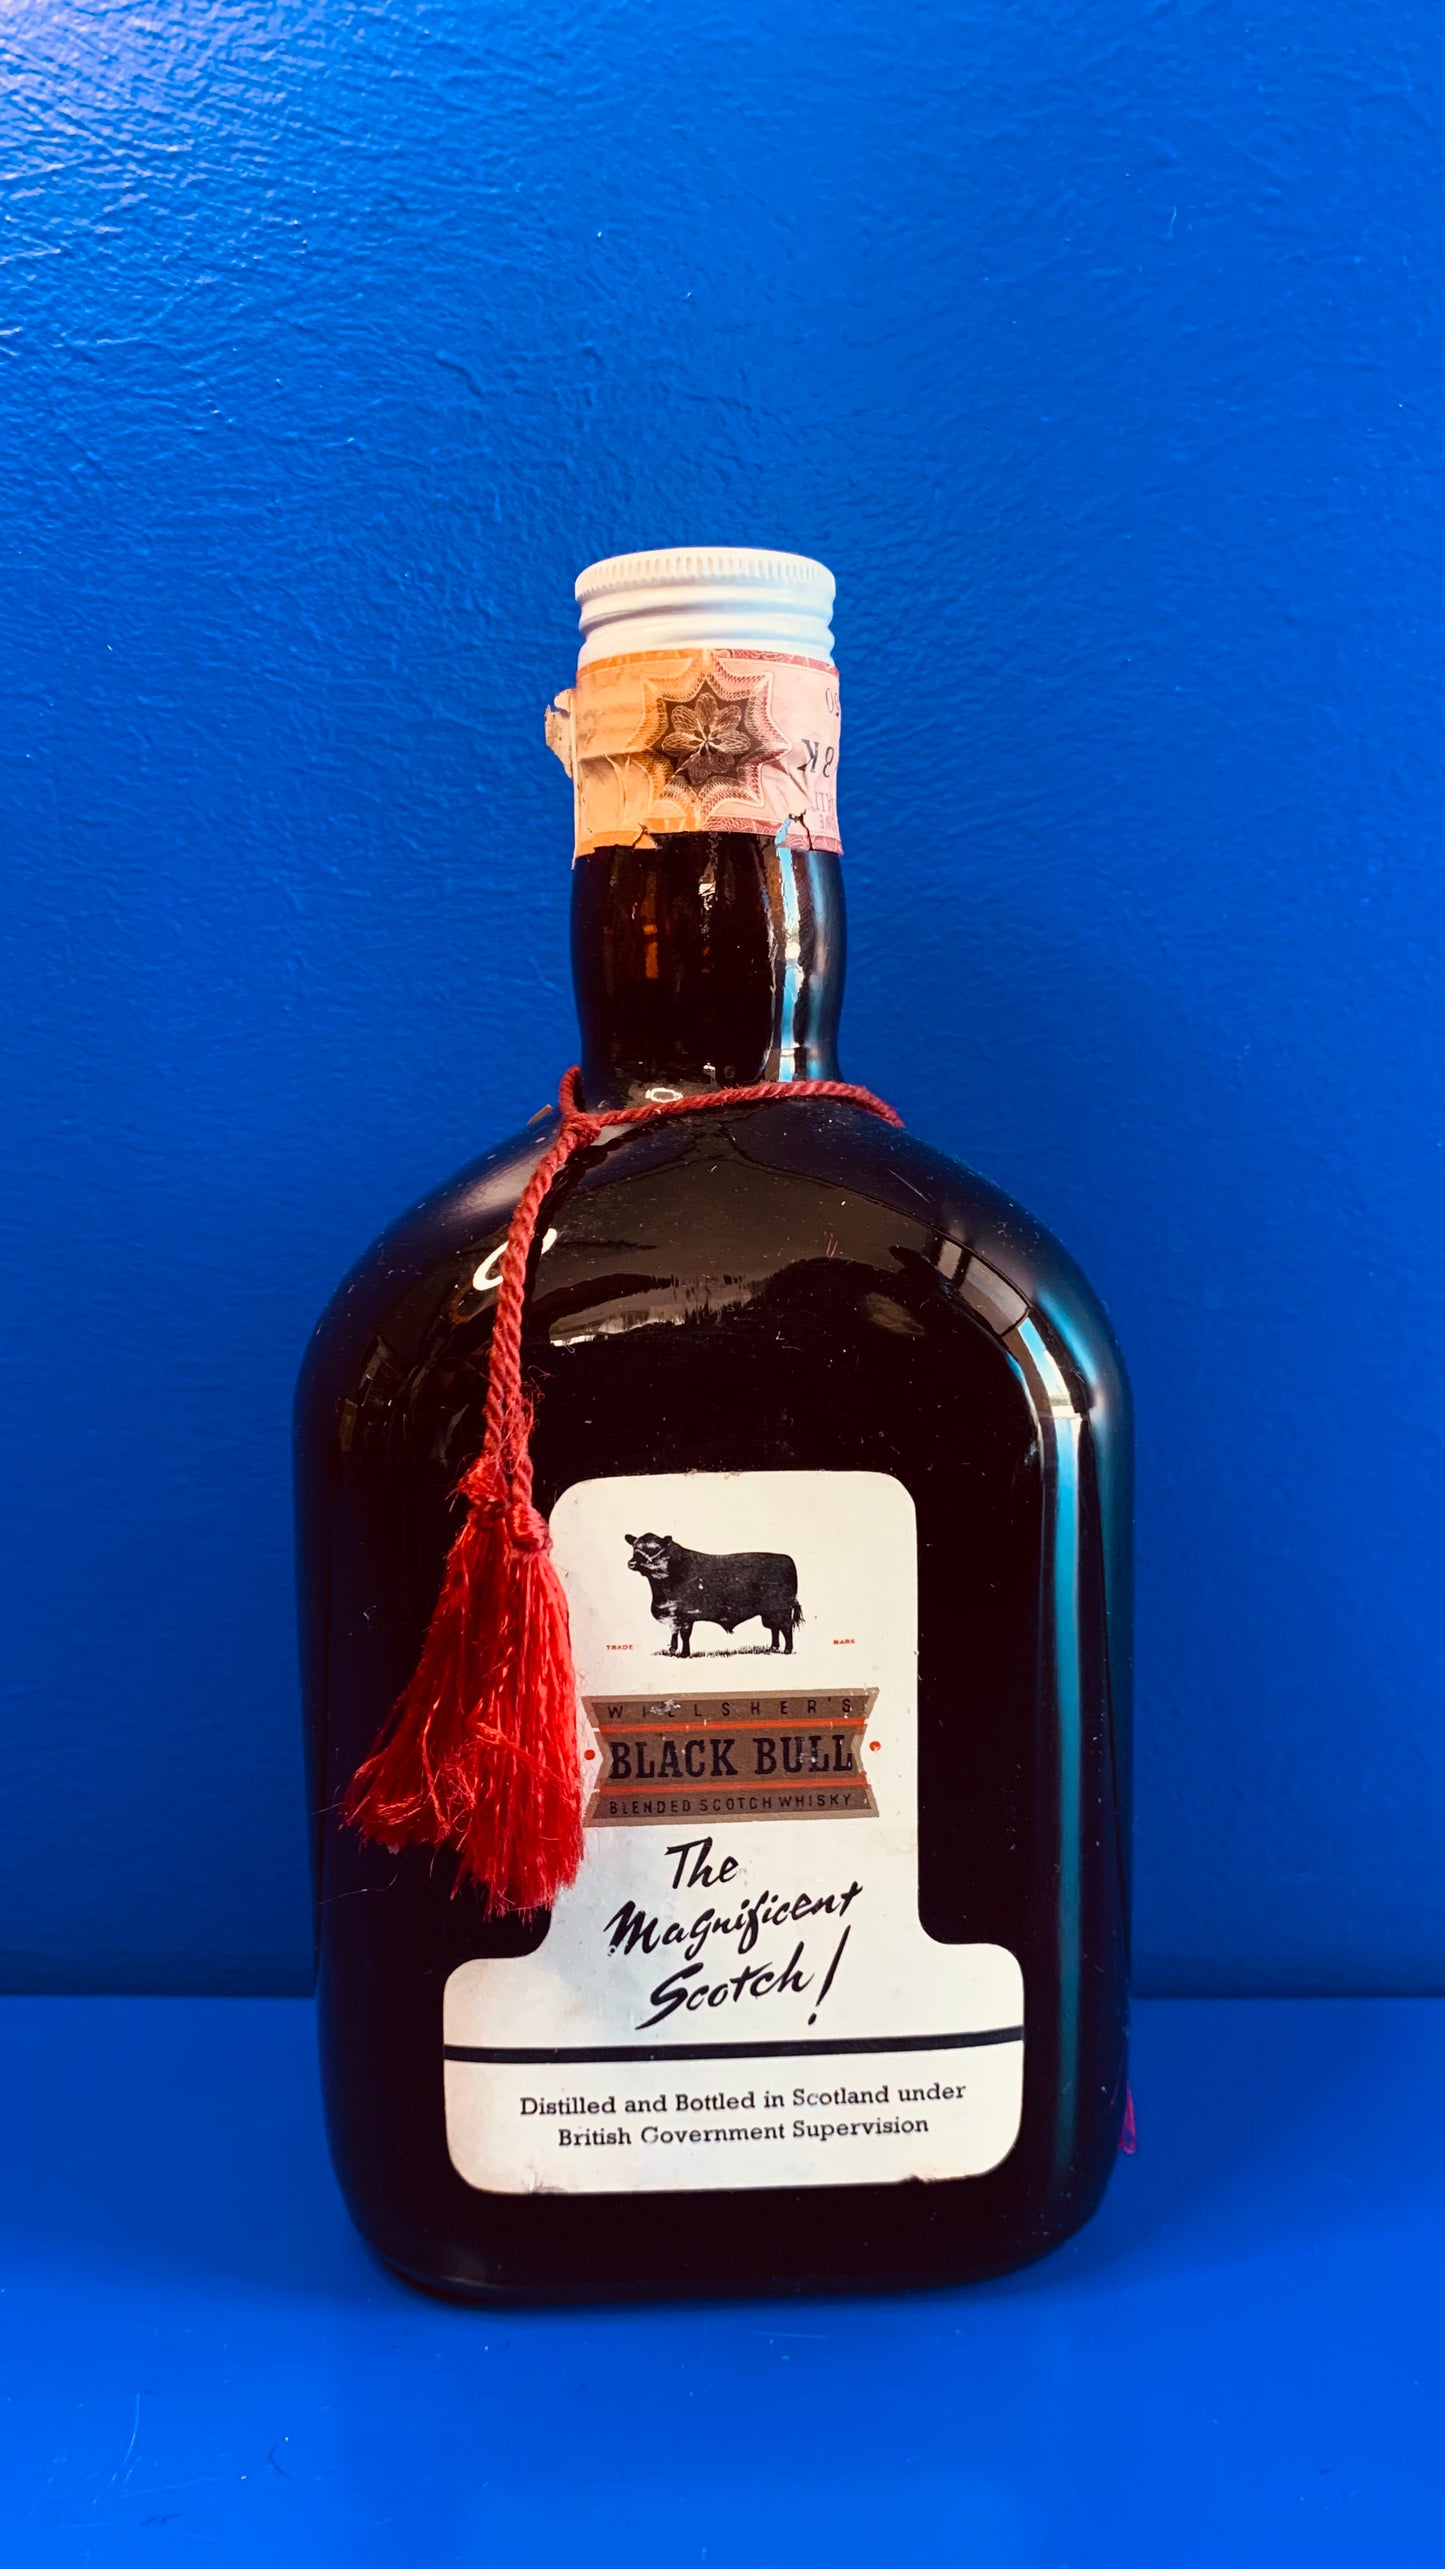 TRADE MARK
WILLSHER'S
BLACK BULL
BLENDED SCOTCH WHISKY
The
Magnificent
Scotch!
Distilled and Bottled in Scotland under
British Government Supervision